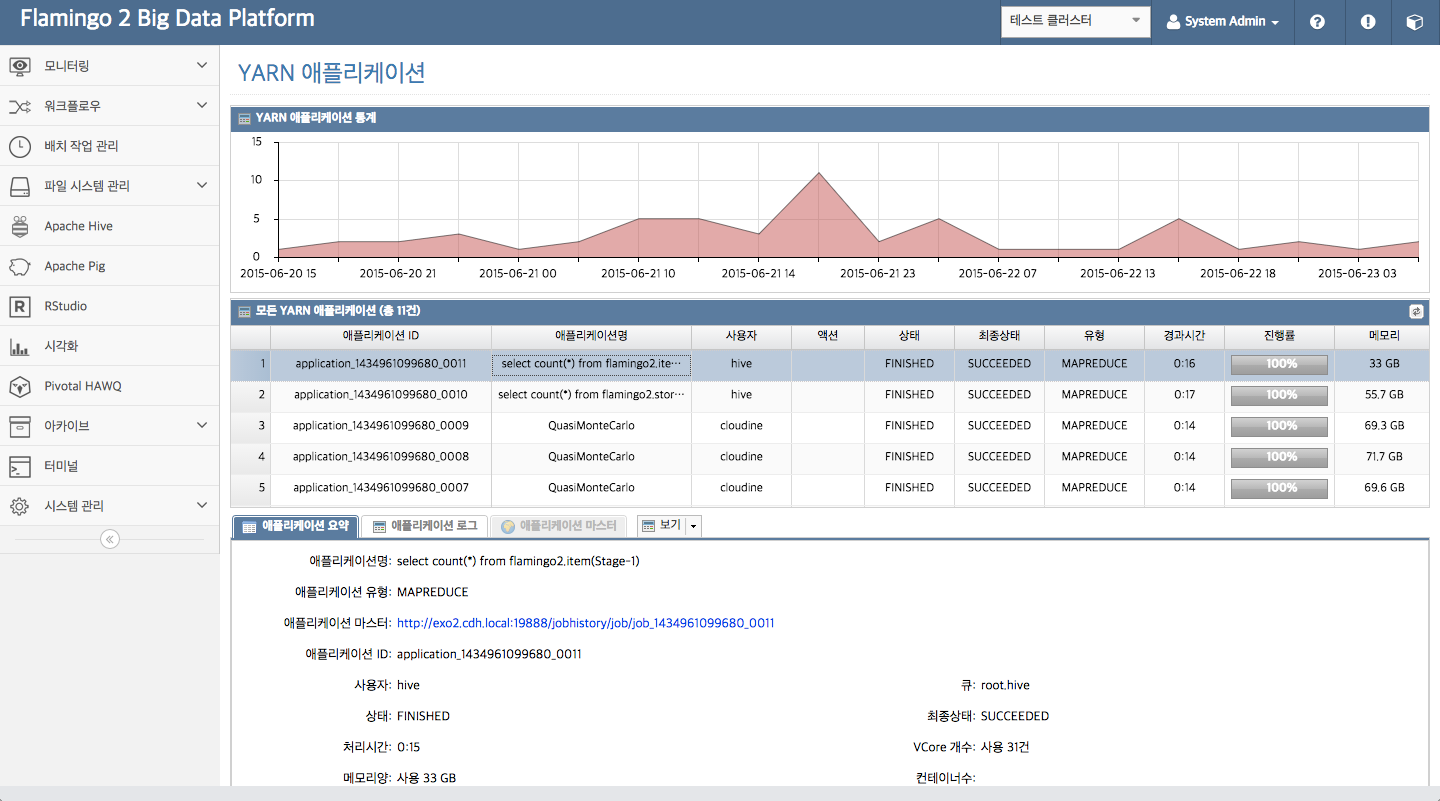 Flamingo 2 Big Data Platform
테스트 클러스터
System Admin
모니터링
워크플로우
배치 작업 관리
파일 시스템 관리
Apache Hive
Apache Pig
RStudio
시각화
Pivotal HAWQ
아카이브
터미널
시스템 관리
YARN 애플리케이션
YARN 애플리케이션 통계
15
10
5
0
2015-06-20 15 2015-06-20 21 2015-06-21 00 2015-06-21 10 2015-06-21 14 2015-06-21 23 2015-06-22 07 2015-06-22 13 2015-06-22 18 2015-06-23 03
모든 YARN 애플리케이션 (총 11건)
애플리케이션 ID 애플리케이션명 사용자 액션 상태 최종상태 유형 경과시간 진행률 메모리
1 application_1434961099680_0011 select count(*) from flamingo2.ite··· hive FINISHED SUCCEEDED MAPREDUCE 0:16 100% 33 GB
2 application_1434961099680_0010 select count(*) from flamingo2.stor··· hive FINISHED SUCCEEDED MAPREDUCE 0:17 100% 55.7 GB
3 application_1434961099680_0009 QuasiMonteCarlo cloudine FINISHED SUCCEEDED MAPREDUCE 0:14 100% 69.3 GB
4 application_1434961099680_0008 QuasiMonteCarlo cloudine FINISHED SUCCEEDED MAPREDUCE 0:14 100% 71.7 GB
5 application_1434961099680_0007 QuasiMonteCarlo cloudine FINISHED SUCCEEDED MAPREDUCE 0:14 100% 69.6 GB
애플리케이션 요약 애플리케이션 로그 애플리케이션 마스터 보기
애플리케이션명: select count(*) from flamingo2.item(Stage-1)
애플리케이션 유형: MAPREDUCE
애플리케이션 마스터: http://exo2.cdh.local:19888/jobhistory/job/job_1434961099680_0011
애플리케이션 ID: application_1434961099680_0011
사용자: hive 큐: root.hive
상태: FINISHED 최종상태: SUCCEEDED
처리시간: 0:15 VCore 개수: 사용 31건
메모리양: 사용 33 GB 컨테이너수: